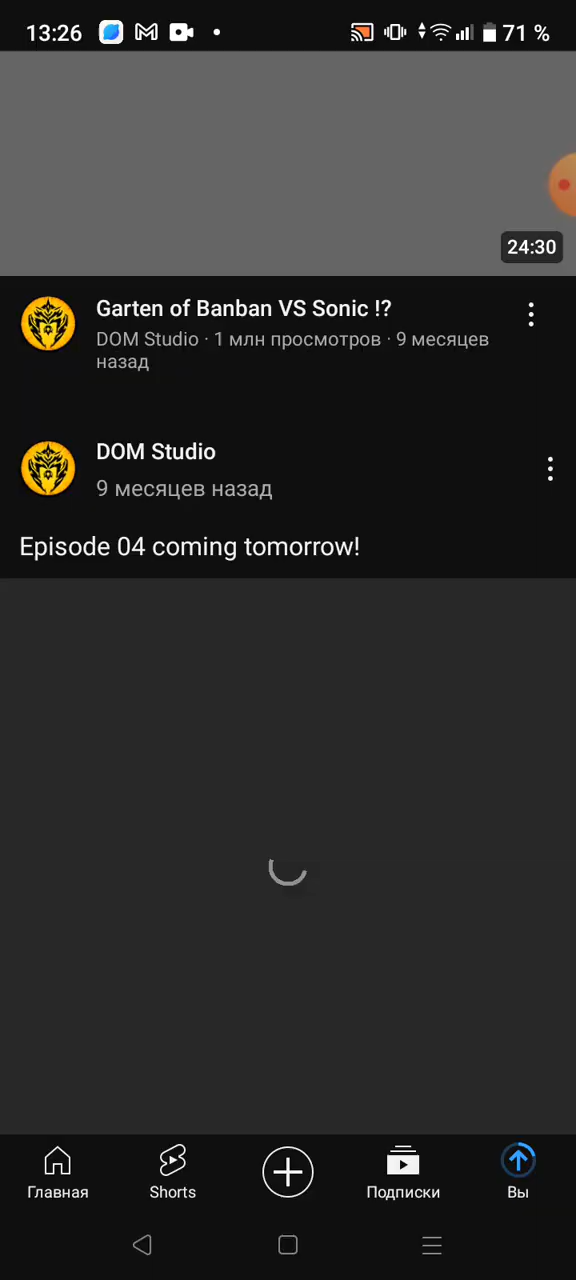 13:26
71 %
24:30
Garten of Banban VS Sonic !?
DOM Studio · 1 млн просмотров · 9 месяцев
назад
DOM Studio
9 месяцев назад
Episode 04 coming tomorrow!
Главная
Shorts
Подписки
Вы